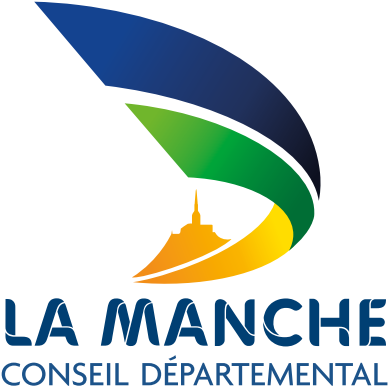 LA MANCHE
CONSEIL DÉPARTEMENTAL